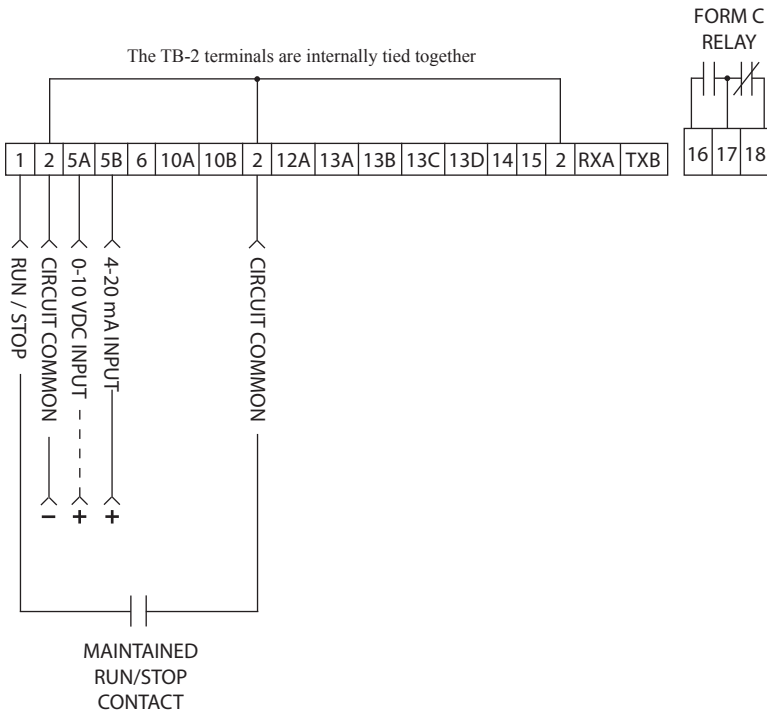 FORM C
RELAY
The TB-2 terminals are internally tied together
1 2 5A 5B 6 10A 10B 2 12A 13A 13B 13C 13D 14 15 2 RXA TXB
16 17 18
RUN / STOP
CIRCUIT COMMON
0-10 VDC INPUT
4-20 mA INPUT
CIRCUIT COMMON
– + +
MAINTAINED
RUN/STOP
CONTACT